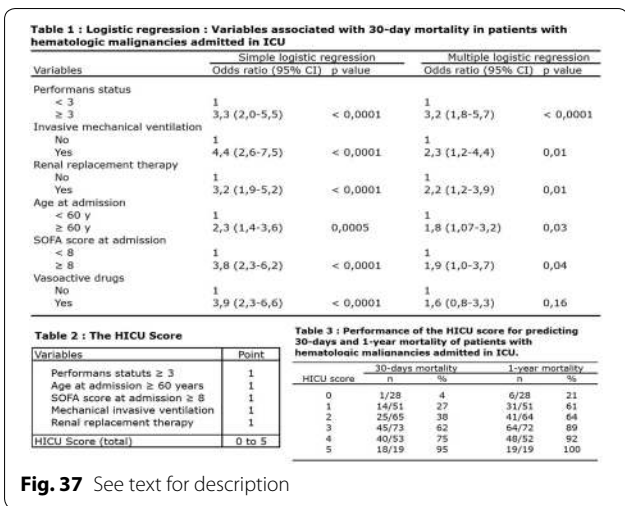 Table 1 : Logistic regression : Variables associated with 30-day mortality in patients with
hematologic malignancies admitted in ICU
Simple logistic regression Multiple logistic regression
Variables Odds ratio (95% CI) p value Odds ratio (95% CI) p value
Performans status
< 3 1 1
≥ 3 3,3 (2,0-5,5) < 0,0001 3,2 (1,8-5,7) < 0,0001
Invasive mechanical ventilation
No 1 1
Yes 4,4 (2,6-7,5) < 0,0001 2,3 (1,2-4,4) 0,01
Renal replacement therapy
No 1 1
Yes 3,2 (1,9-5,2) < 0,0001 2,2 (1,2-3,9) 0,01
Age at admission
< 60 y 1 1
≥ 60 y 2,3 (1,4-3,6) 0,0005 1,8 (1,07-3,2) 0,03
SOFA score at admission
< 8 1 1
≥ 8 3,8 (2,3-6,2) < 0,0001 1,9 (1,0-3,7) 0,04
Vasoactive drugs
No 1 1
Yes 3,9 (2,3-6,6) < 0,0001 1,6 (0,8-3,3) 0,16
Table 2 : The HICU Score
Variables Point
Performans statuts ≥ 3 1
Age at admission ≥ 60 years 1
SOFA score at admission ≥ 8 1
Mechanical invasive ventilation 1
Renal replacement therapy 1
HICU Score (total) 0 to 5
Table 3 : Performance of the HICU score for predicting
30-days and 1-year mortality of patients with
hematologic malignancies admitted in ICU.
30-days mortality 1-year mortality
HICU score n % n %
0 1/28 4 6/28 21
1 14/51 27 31/51 61
2 25/65 38 41/64 64
3 45/73 62 64/72 89
4 40/53 75 48/52 92
5 18/19 95 19/19 100
Fig. 37 See text for description